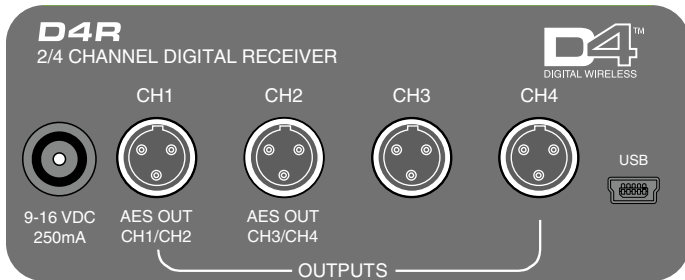 D4R
2/4 CHANNEL DIGITAL RECEIVER
D4™
DIGITAL WIRELESS
CH1 CH2 CH3 CH4
USB
9-16 VDC
250mA
AES OUT
CH1/CH2
AES OUT
CH3/CH4
OUTPUTS